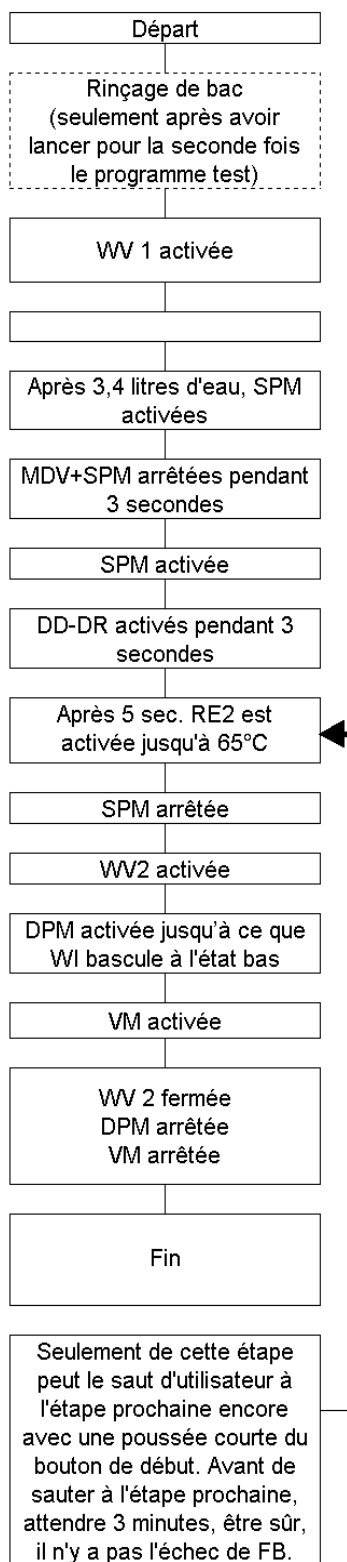 Départ
Rinçage de bac
(seulement après avoir
lancer pour la seconde fois
le programme test)
WV 1 activée
Après 3,4 litres d'eau, SPM
activées
MDV+SPM arrêtées pendant
3 secondes
SPM activée
DD-DR activés pendant 3
secondes
Après 5 sec. RE2 est
activée jusqu'à 65°C
SPM arrêtée
WV2 activée
DPM activée jusqu'à ce que
WI bascule à l'état bas
VM activée
WV 2 fermée
DPM arrêtée
VM arrêtée
Fin
Seulement de cette étape
peut le saut d'utilisateur à
l'étape prochaine encore
avec une poussée courte du
bouton de début. Avant de
sauter à l'étape prochaine,
attendre 3 minutes, être sûr,
il n'y a pas l'échec de FB.